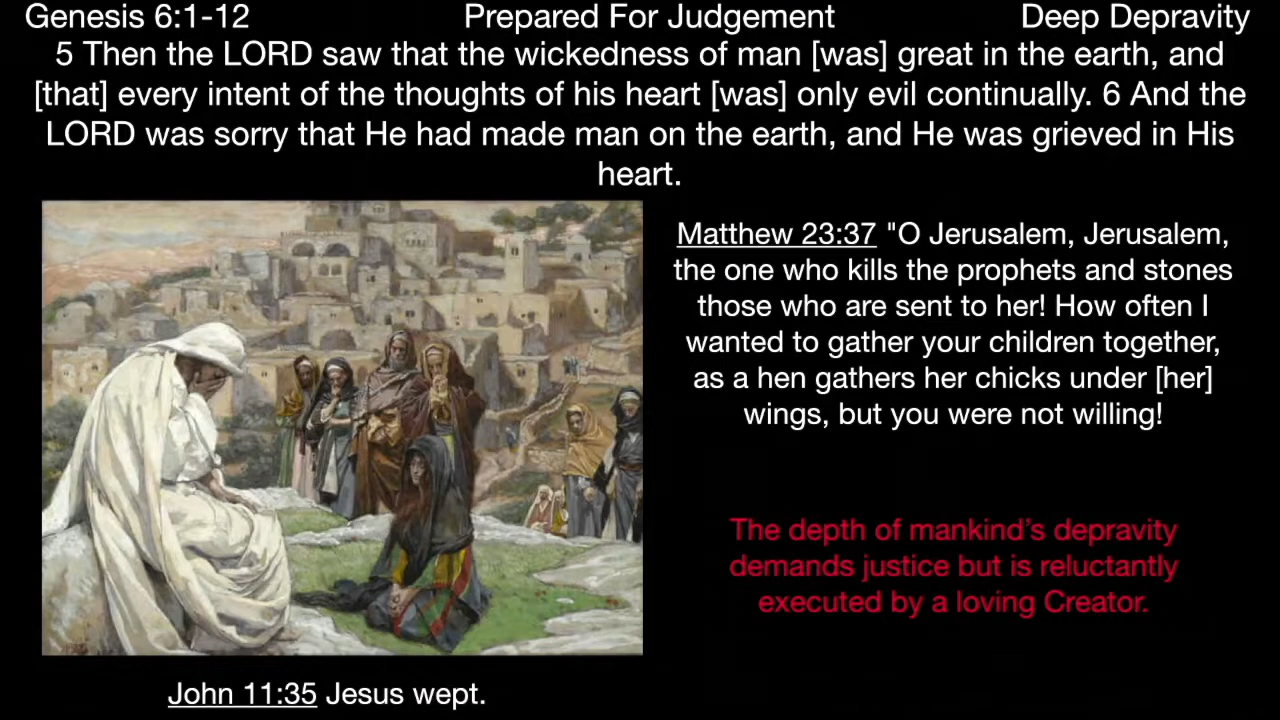 Genesis 6:1-12 Prepared For Judgement Deep Depravity
5 Then the LORD saw that the wickedness of man [was] great in the earth, and
[that] every intent of the thoughts of his heart [was] only evil continually. 6 And the
LORD was sorry that He had made man on the earth, and He was grieved in His
heart.
Matthew 23:37 "O Jerusalem, Jerusalem,
the one who kills the prophets and stones
those who are sent to her! How often I
wanted to gather your children together,
as a hen gathers her chicks under [her]
wings, but you were not willing!
The depth of mankind’s depravity
demands justice but is reluctantly
executed by a loving Creator.
John 11:35 Jesus wept.